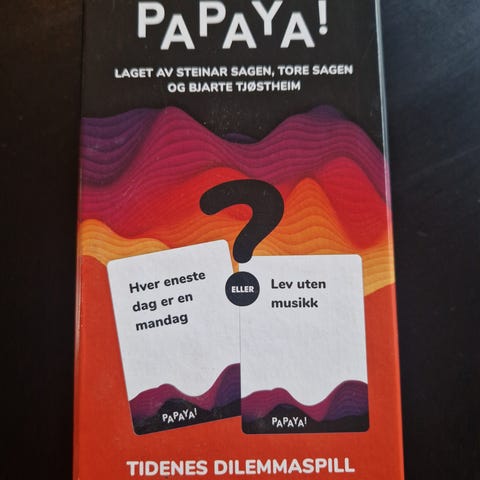 PAPAYA!
LAGET AV STEINAR SAGEN, TORE SAGEN
OG BJARTE TJØSTHEIM
?
Hver eneste
dag er en
mandag
ELLER
Lev uten
musikk
PAPAYA!
PAPAYA!
TIDENES DILEMMASPILL